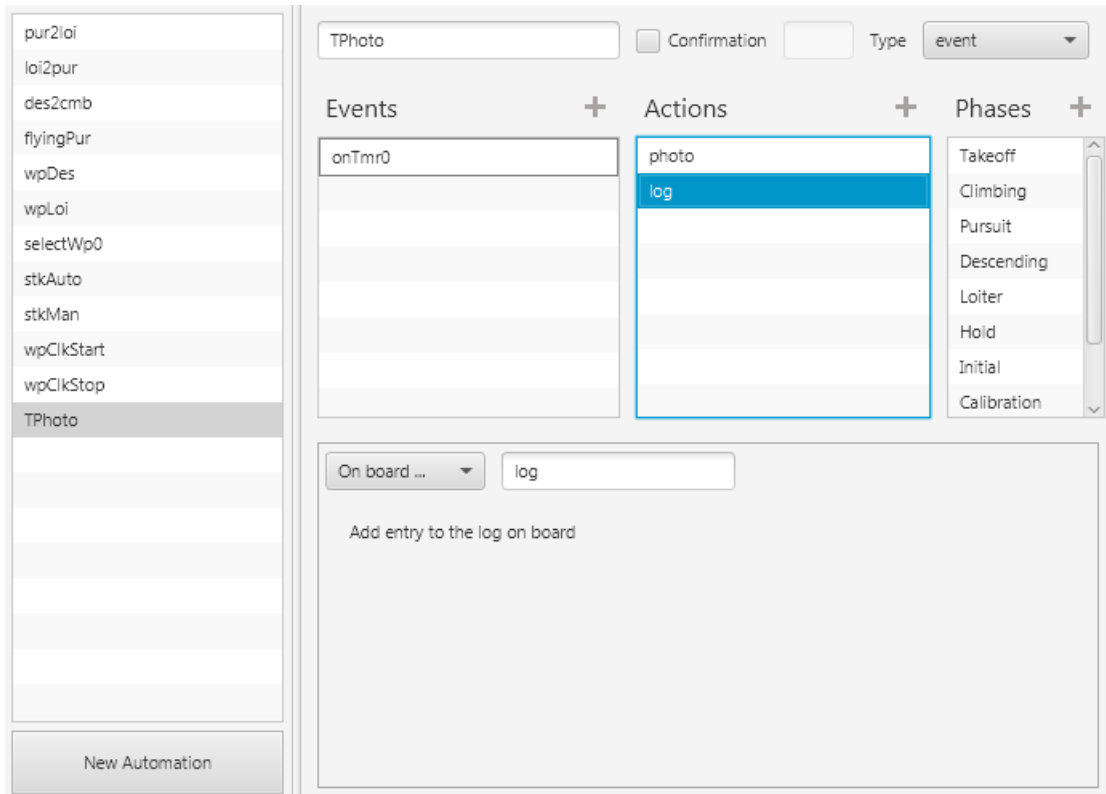 pur2loi
loi2pur
des2cmb
flyingPur
wpDes
wpLoi
selectWp0
stkAuto
stkMan
wpClkStart
wpClkStop
TPhoto
New Automation
TPhoto Confirmation Type event
Events + Actions + Phases +
onTmr0
photo
log
Takeoff
Climbing
Pursuit
Descending
Loiter
Hold
Initial
Calibration
On board ... log
Add entry to the log on board